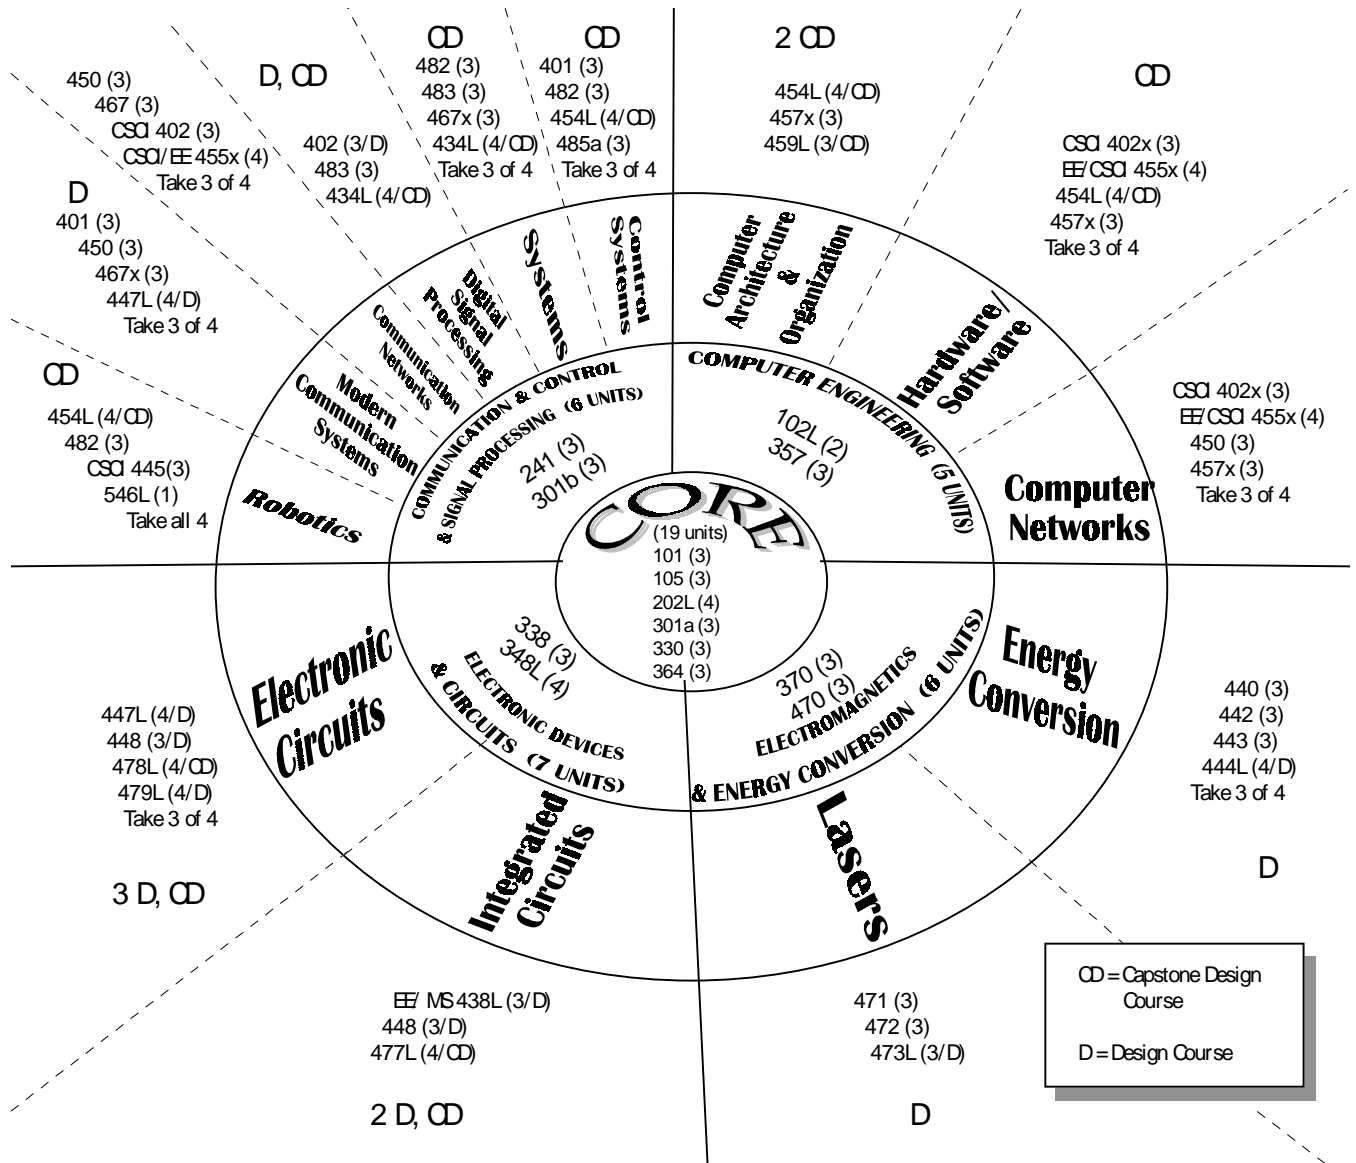 CD
482 (3)
483 (3)
467x (3)
434L (4/CD)
Take 3 of 4
CD
401 (3)
482 (3)
454L (4/CD)
485a (3)
Take 3 of 4
2 CD
454L (4/CD)
457x (3)
459L (3/CD)
CD
CSCI 402x (3)
EE/CSCI 455x (4)
454L (4/CD)
457x (3)
Take 3 of 4
450 (3)
467 (3)
CSCI 402 (3)
CSCI/EE 455x (4)
Take 3 of 4
D, CD
402 (3/D)
483 (3)
434L (4/CD)
D
401 (3)
450 (3)
467x (3)
447L (4/D)
Take 3 of 4
CD
454L (4/CD)
482 (3)
CSCI 445(3)
546L (1)
Take all 4
CSCI 402x (3)
EE/CSCI 455x (4)
450 (3)
457x (3)
Take 3 of 4
Robotics
Modern
Communication
Systems
Communication
Networks
Digital
Signal
Processing
Systems
Control
Systems
Computer
Architecture
&
Organization
Hardware/
Software
Computer
Networks
COMMUNICATION & CONTROL
& SIGNAL PROCESSING (6 UNITS)
241 (3)
301b (3)
COMPUTER ENGINEERING (5 UNITS)
102L (2)
357 (3)
CORE
(19 units)
101 (3)
105 (3)
202L (4)
301a (3)
330 (3)
364 (3)
338 (3)
348L (4)
ELECTRONIC DEVICES
& CIRCUITS (7 UNITS)
370 (3)
470 (3)
ELECTROMAGNETICS
& ENERGY CONVERSION (6 UNITS)
Electronic
Circuits
Integrated
Circuits
Lasers
Energy
Conversion
447L (4/D)
448 (3/D)
478L (4/CD)
479L (4/D)
Take 3 of 4
3 D, CD
440 (3)
442 (3)
443 (3)
444L (4/D)
Take 3 of 4
D
EE/ MS 438L (3/D)
448 (3/D)
477L (4/CD)
2 D, CD
471 (3)
472 (3)
473L (3/D)
D
CD = Capstone Design
Course
D = Design Course